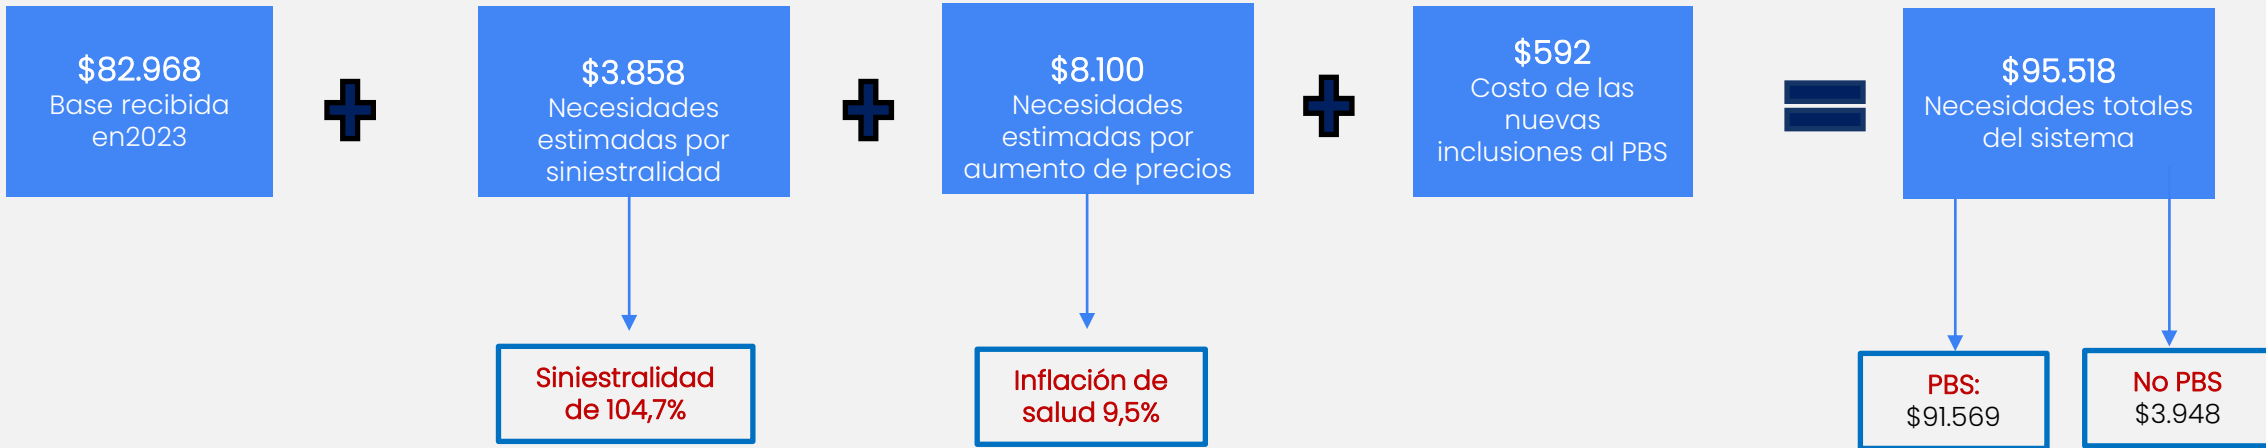 $82.968
Base recibida
en2023
$3.858
Necesidades
estimadas por
siniestralidad
$8.100
Necesidades
estimadas por
aumento de precios
$592
Costo de las
nuevas
inclusiones al PBS
$95.518
Necesidades totales
del sistema
Siniestralidad
de 104,7%
Inflación de
salud 9,5%
PBS:
$91.569
No PBS
$3.948